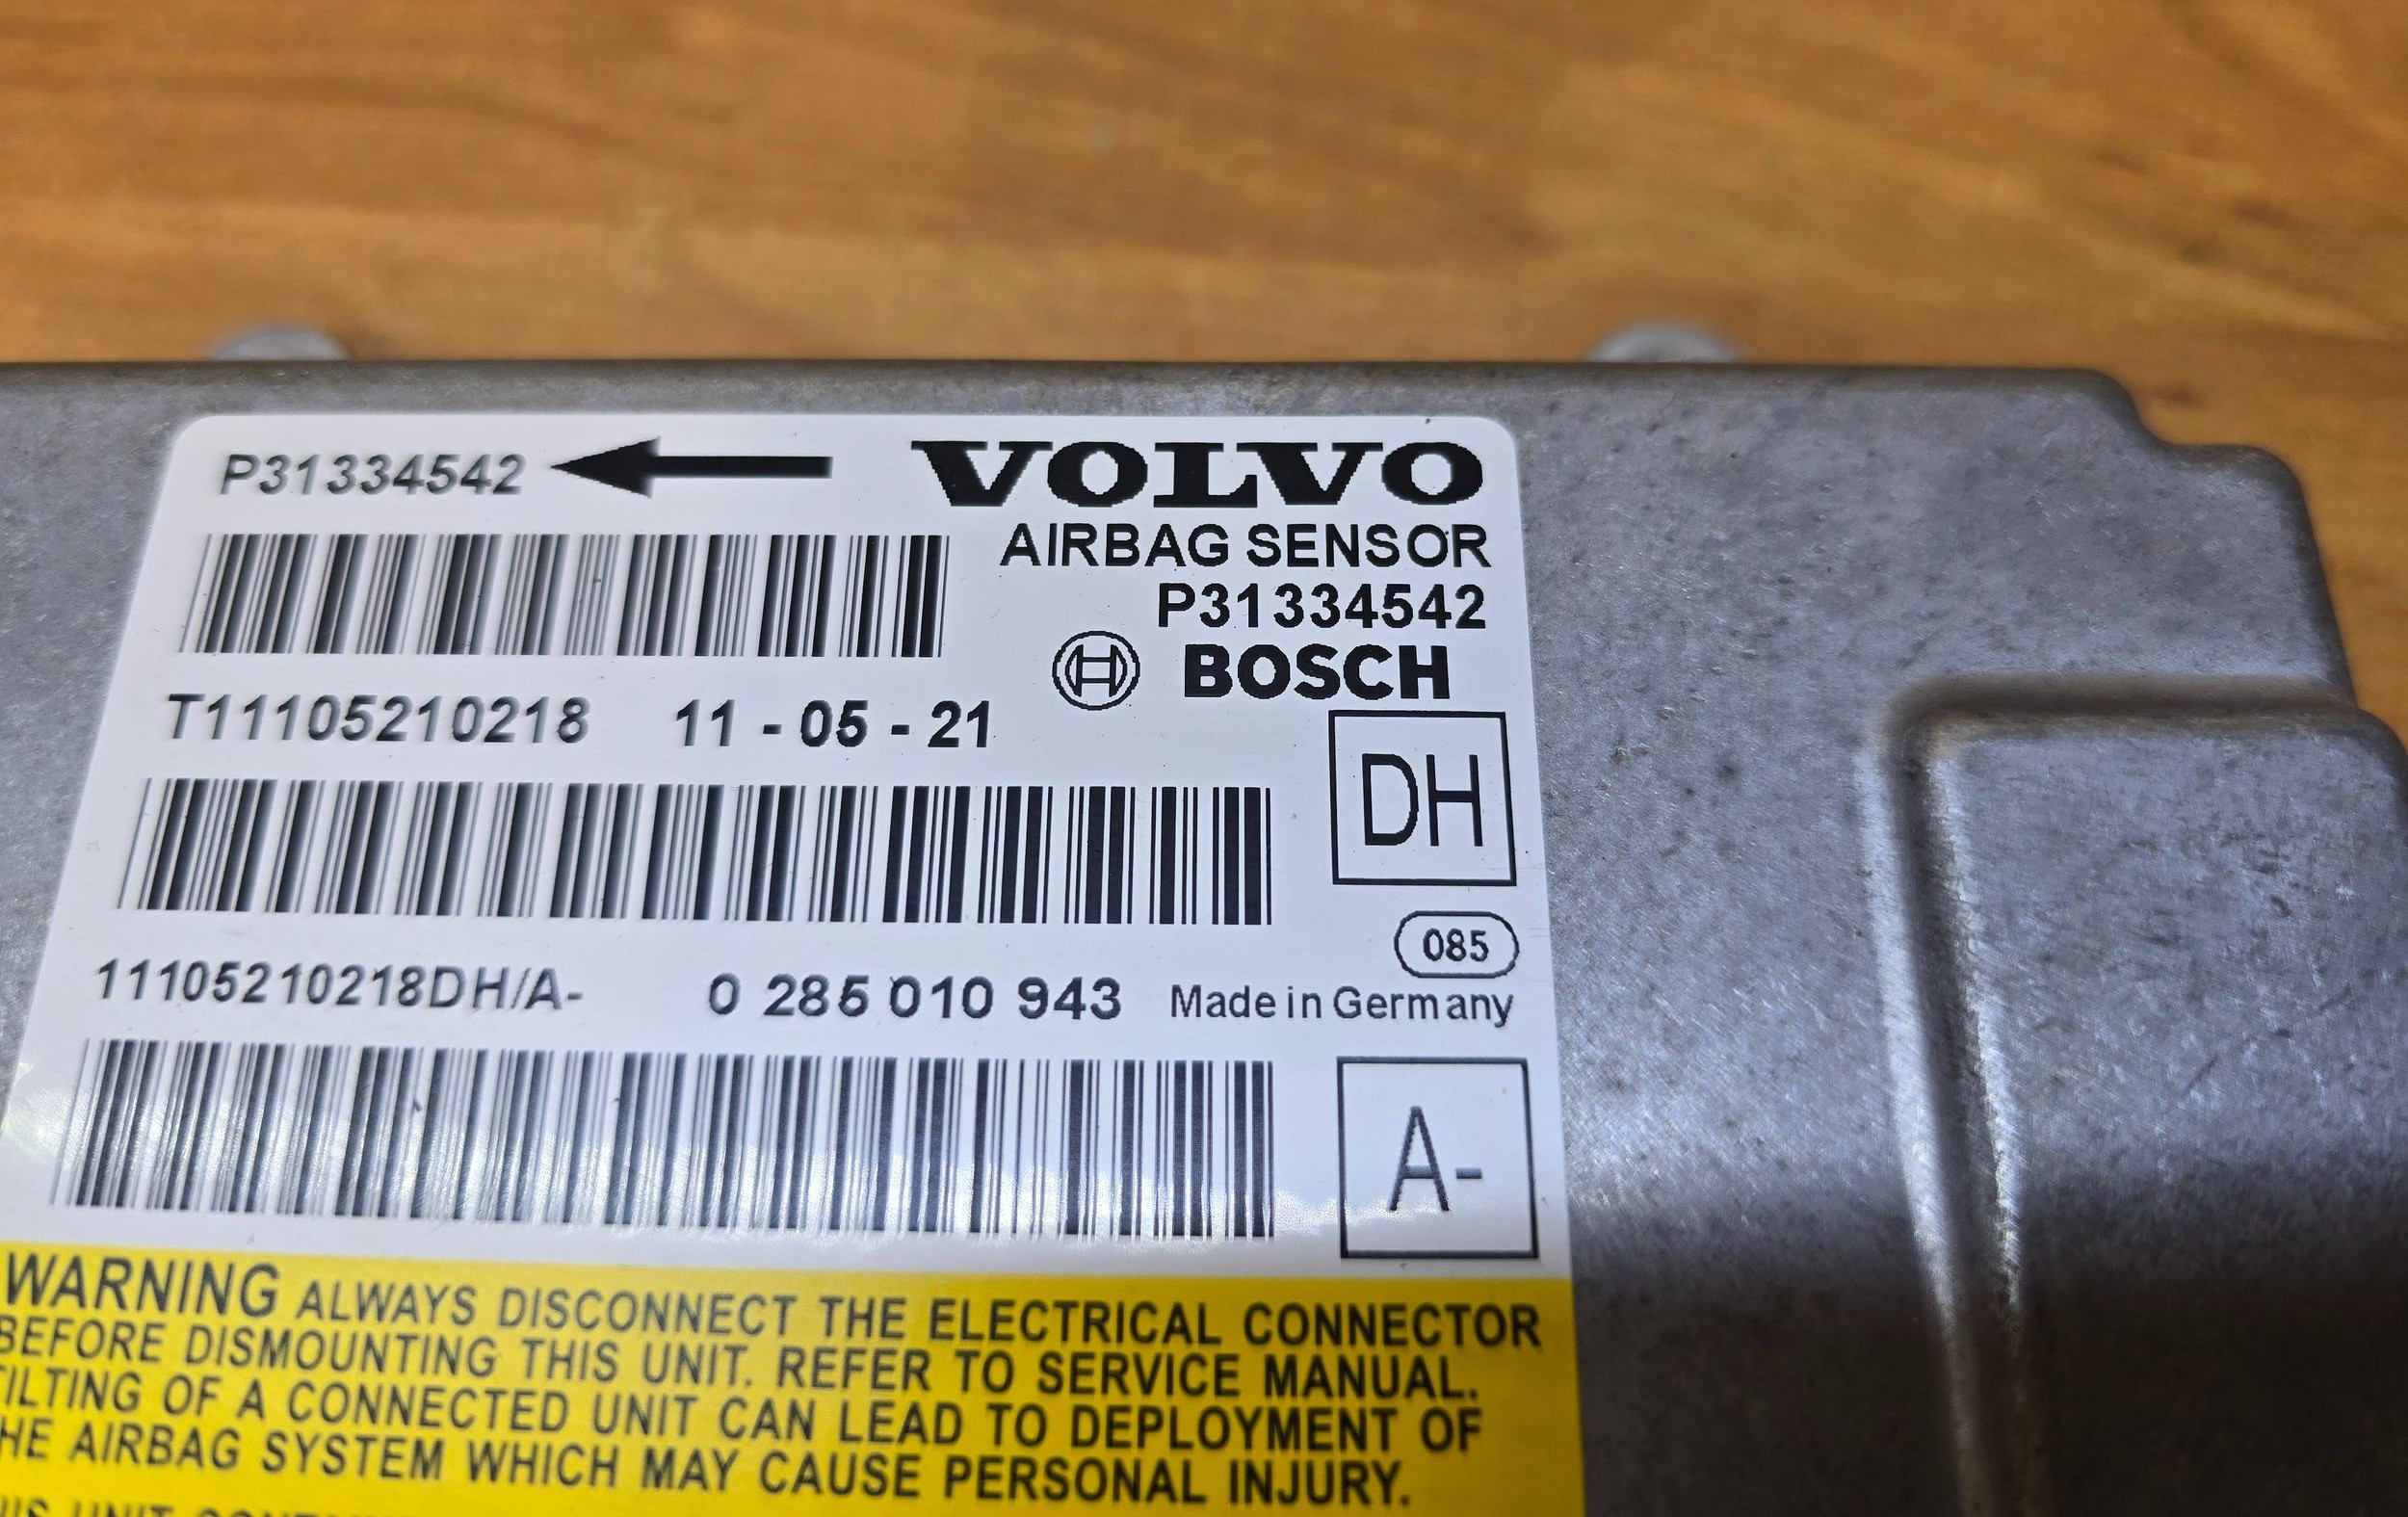 P31334542 VOLVO
AIRBAG SENSOR
P31334542
BOSCH
T11105210218 11 - 05 - 21
DH
085
11105210218DH/A- 0 285 010 943 Made in Germany
A-
WARNING ALWAYS DISCONNECT THE ELECTRICAL CONNECTOR
BEFORE DISMOUNTING THIS UNIT. REFER TO SERVICE MANUAL.
TILTING OF A CONNECTED UNIT CAN LEAD TO DEPLOYMENT OF
HE AIRBAG SYSTEM WHICH MAY CAUSE PERSONAL INJURY.